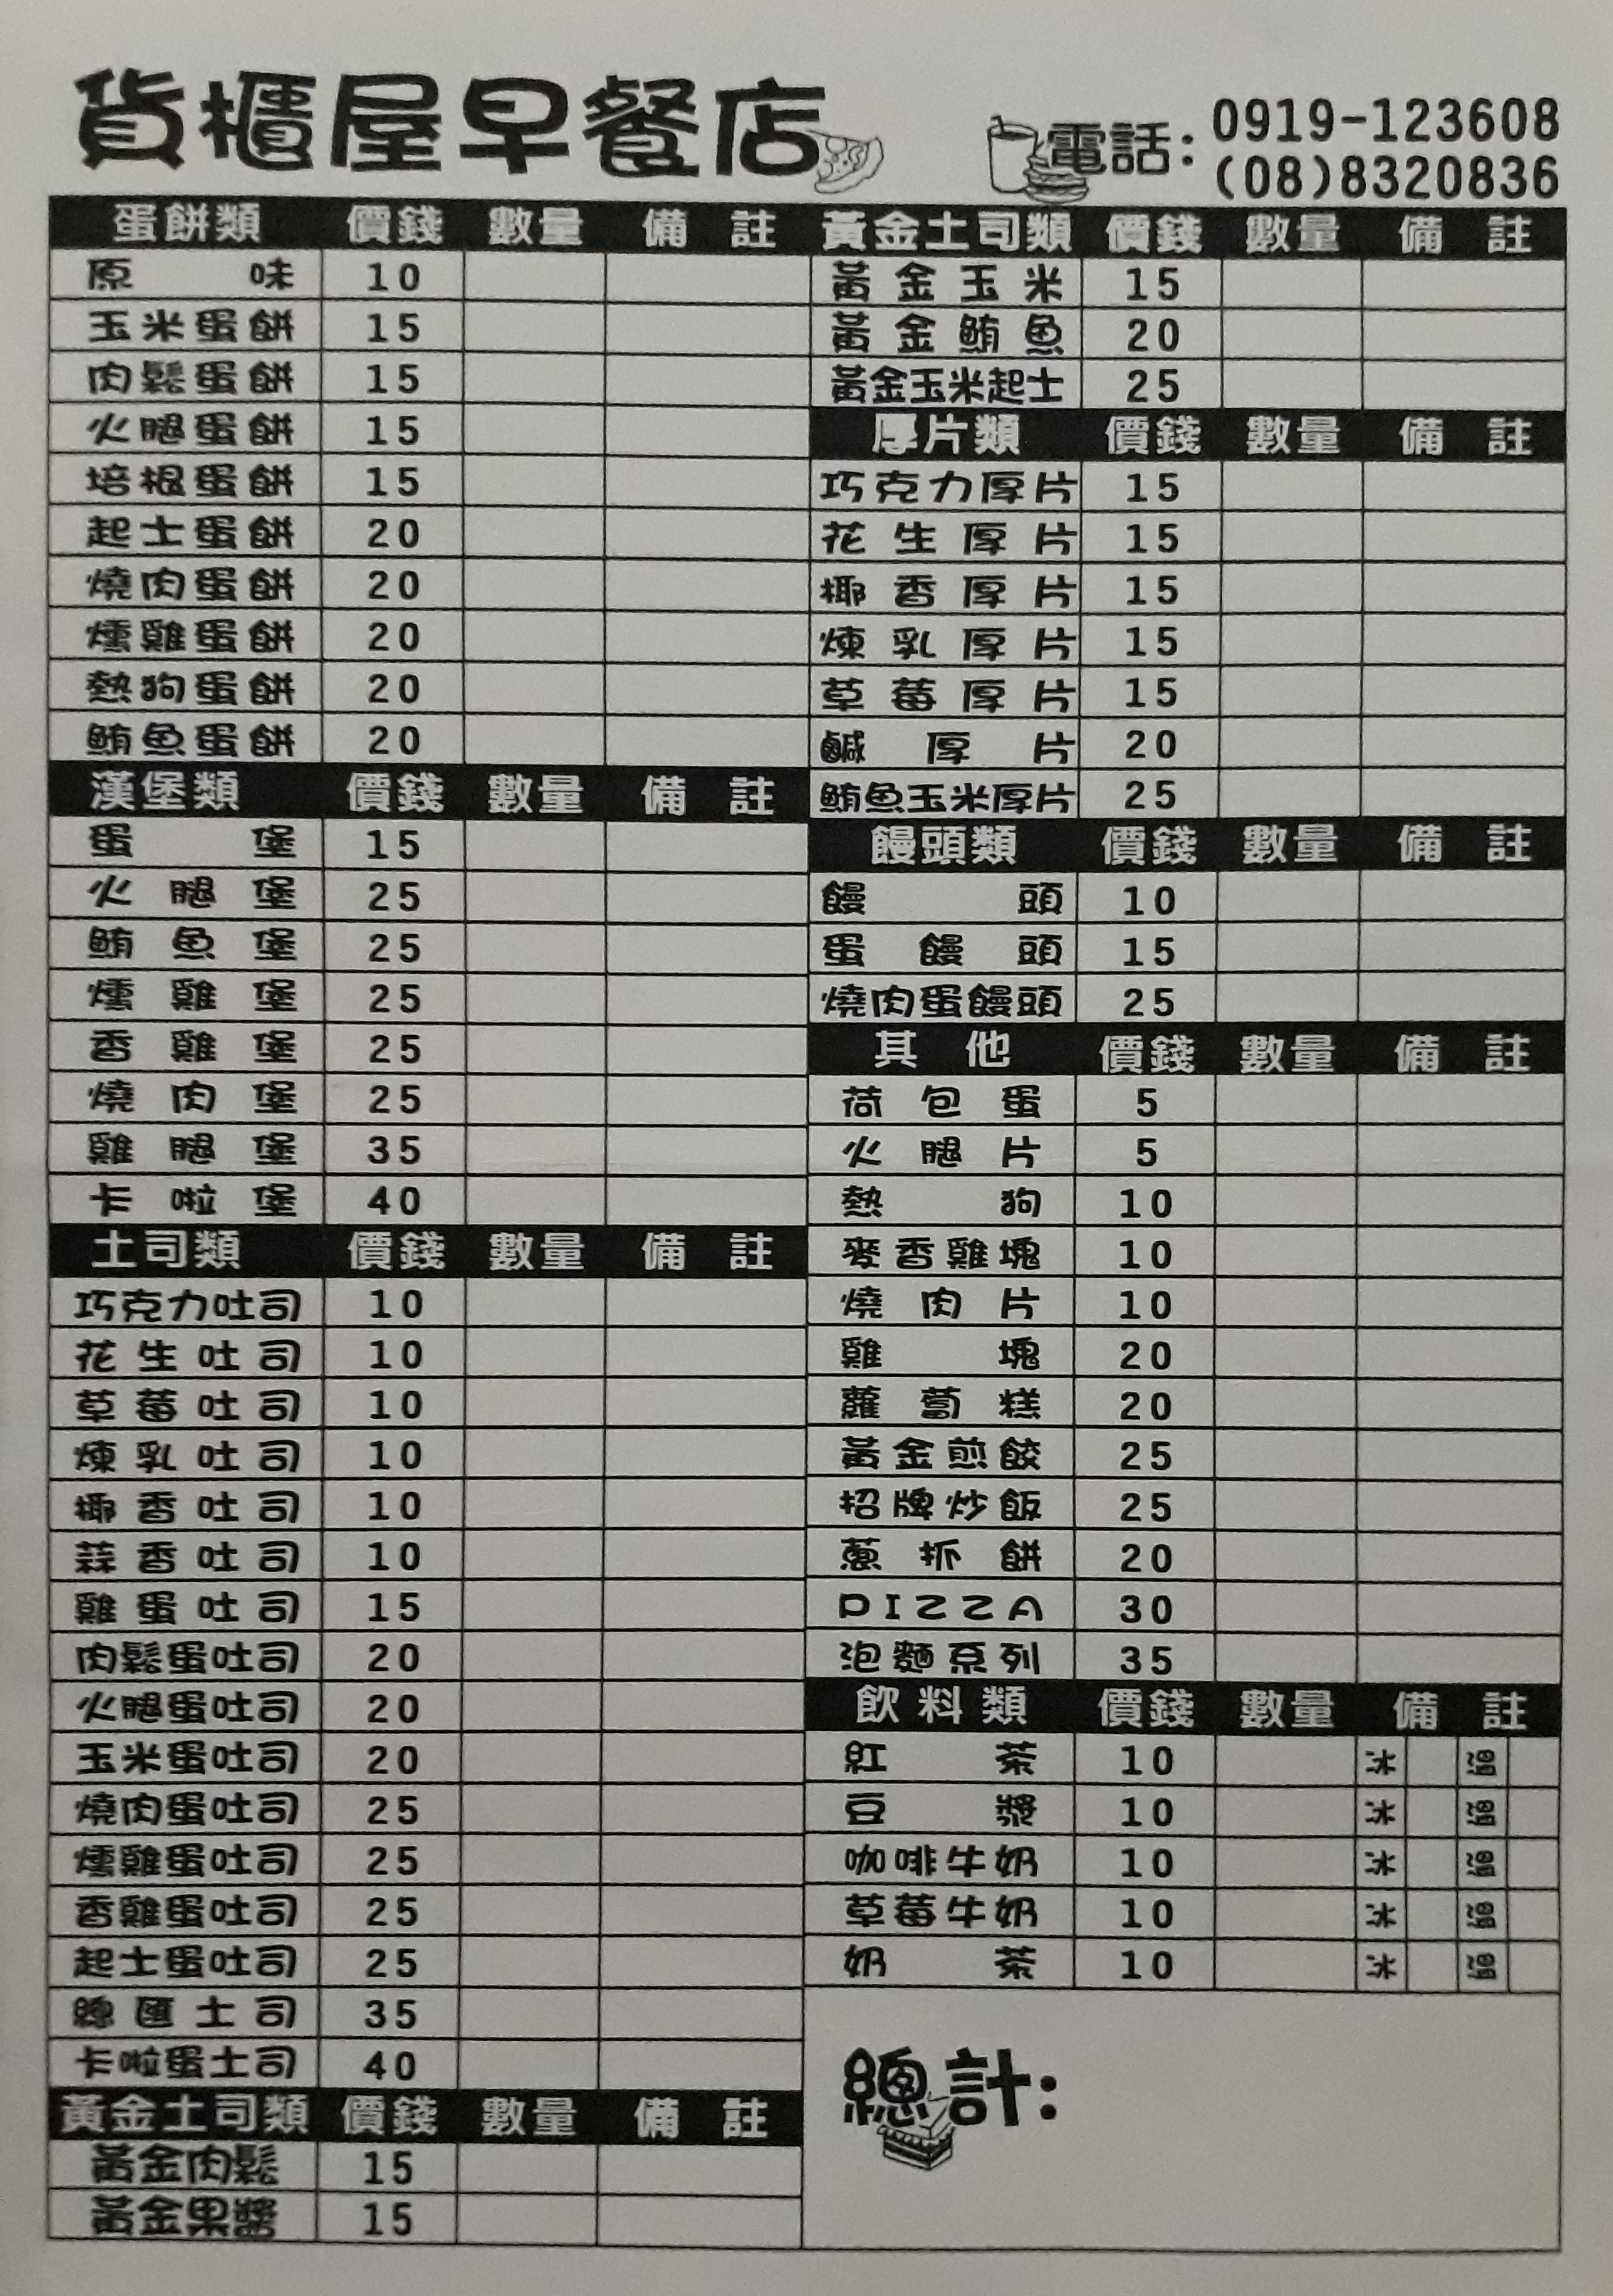 貨櫃屋早餐店
電話:0919-123608
(08)8320836
蛋餅類 價錢 數量 備註
原味 10
玉米蛋餅 15
肉鬆蛋餅 15
火腿蛋餅 15
培根蛋餅 15
起士蛋餅 20
燒肉蛋餅 20
燻雞蛋餅 20
熱狗蛋餅 20
鮪魚蛋餅 20
漢堡類 價錢 數量 備註
蛋堡 15
火腿堡 25
鮪魚堡 25
燻雞堡 25
香雞堡 25
燒肉堡 25
雞腿堡 35
卡啦堡 40
土司類 價錢 數量 備註
巧克力吐司 10
花生吐司 10
草莓吐司 10
煉乳吐司 10
椰香吐司 10
蒜香吐司 10
雞蛋吐司 15
肉鬆蛋吐司 20
火腿蛋吐司 20
玉米蛋吐司 20
燒肉蛋吐司 25
燻雞蛋吐司 25
香雞蛋吐司 25
起士蛋吐司 25
總匯土司 35
卡啦蛋土司 40
黃金土司類 價錢 數量 備註
黃金肉鬆 15
黃金果醬 15
黃金土司類 價錢 數量 備註
黃金玉米 15
黃金鮪魚 20
黃金玉米起士 25
厚片類 價錢 數量 備註
巧克力厚片 15
花生厚片 15
椰香厚片 15
煉乳厚片 15
草莓厚片 15
鹹厚片 20
鮪魚玉米厚片 25
饅頭類 價錢 數量 備註
饅頭 10
蛋饅頭 15
燒肉蛋饅頭 25
其他 價錢 數量 備註
荷包蛋 5
火腿片 5
熱狗 10
麥香雞塊 10
燒肉片 10
雞塊 20
蘿蔔糕 20
黃金煎餃 25
招牌炒飯 25
蔥抓餅 20
PIZZA 30
泡麵系列 35
飲料類 價錢 數量 備註
紅茶 10 冰 溫
豆漿 10 冰 溫
咖啡牛奶 10 冰 溫
草莓牛奶 10 冰 溫
奶茶 10 冰 溫
總計: